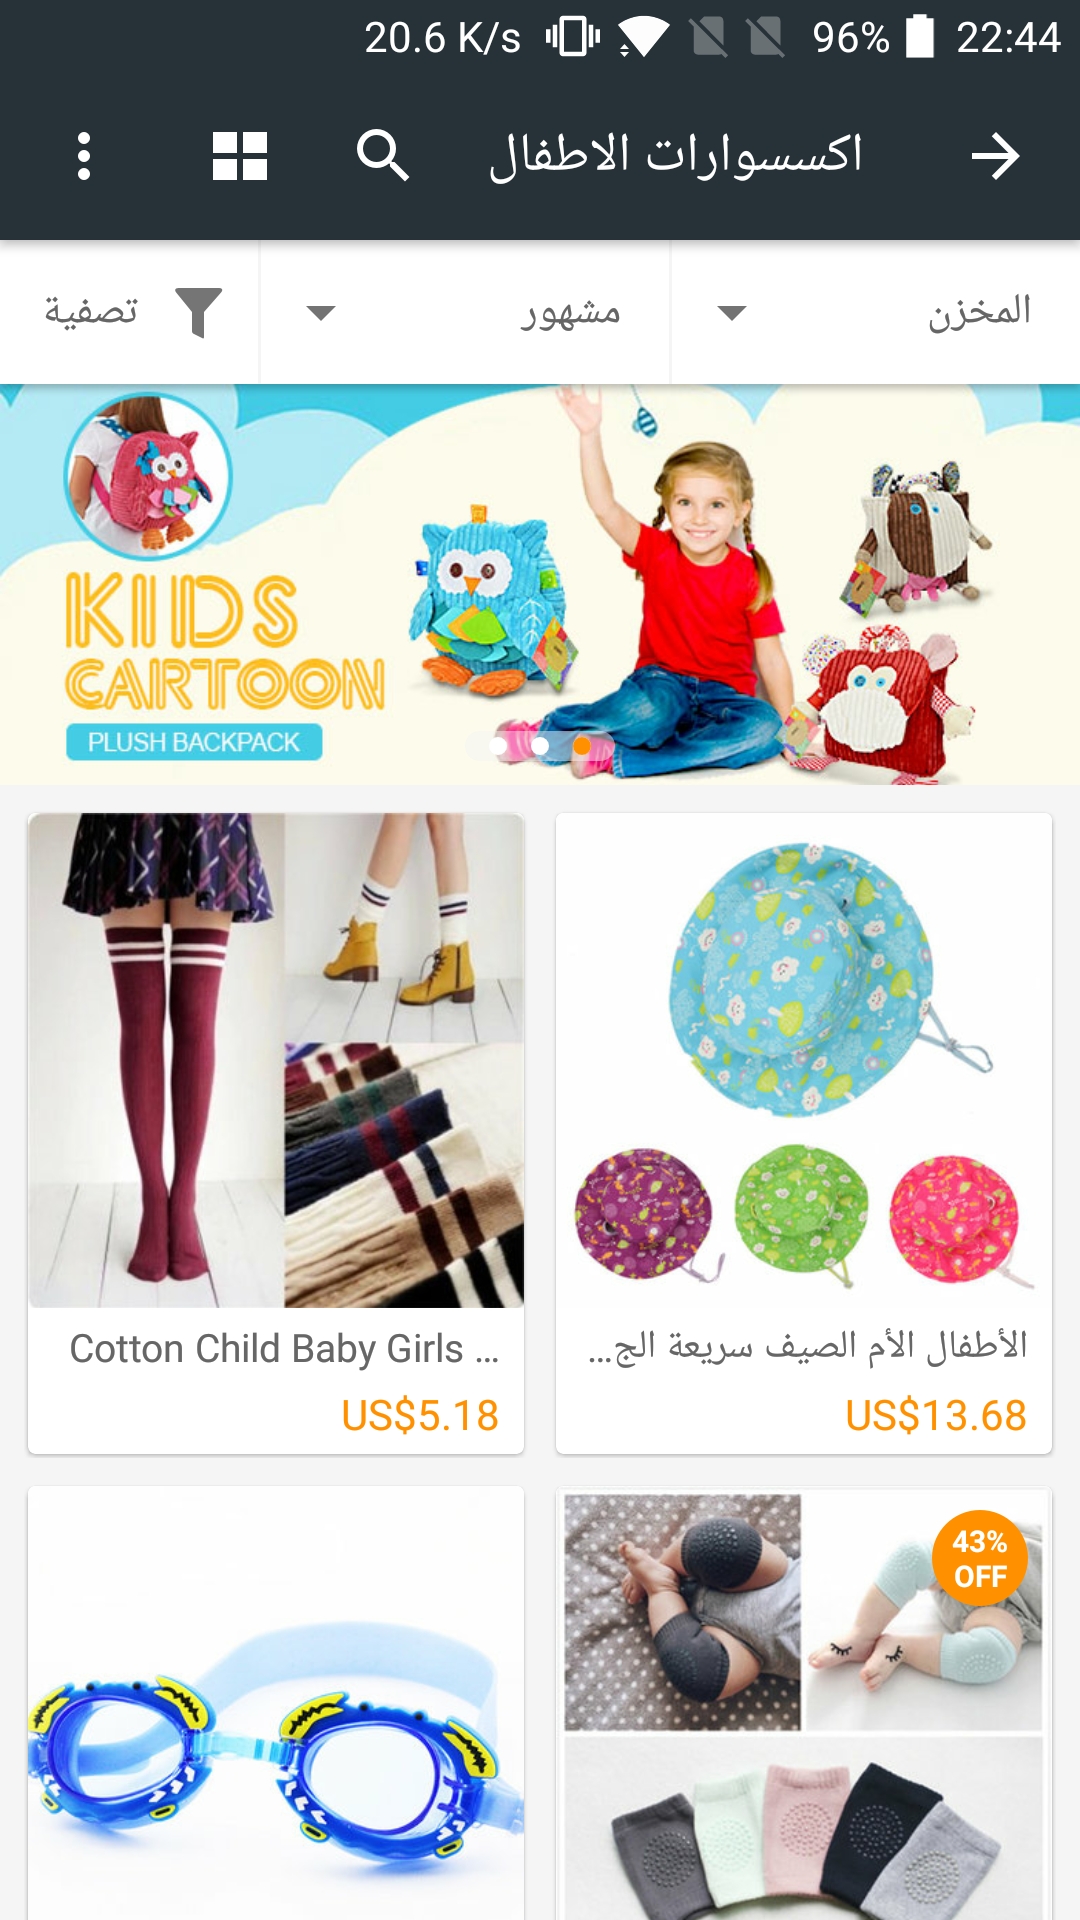 20.6 K/s 96% 22:44
اكسسوارات الاطفال
المخزن مشهور تصفية
KIDS
CARTOON
PLUSH BACKPACK
Cotton Child Baby Girls ...
US$5.18
الأطفال الأم الصيف سريعة الج...
US$13.68
43%
OFF